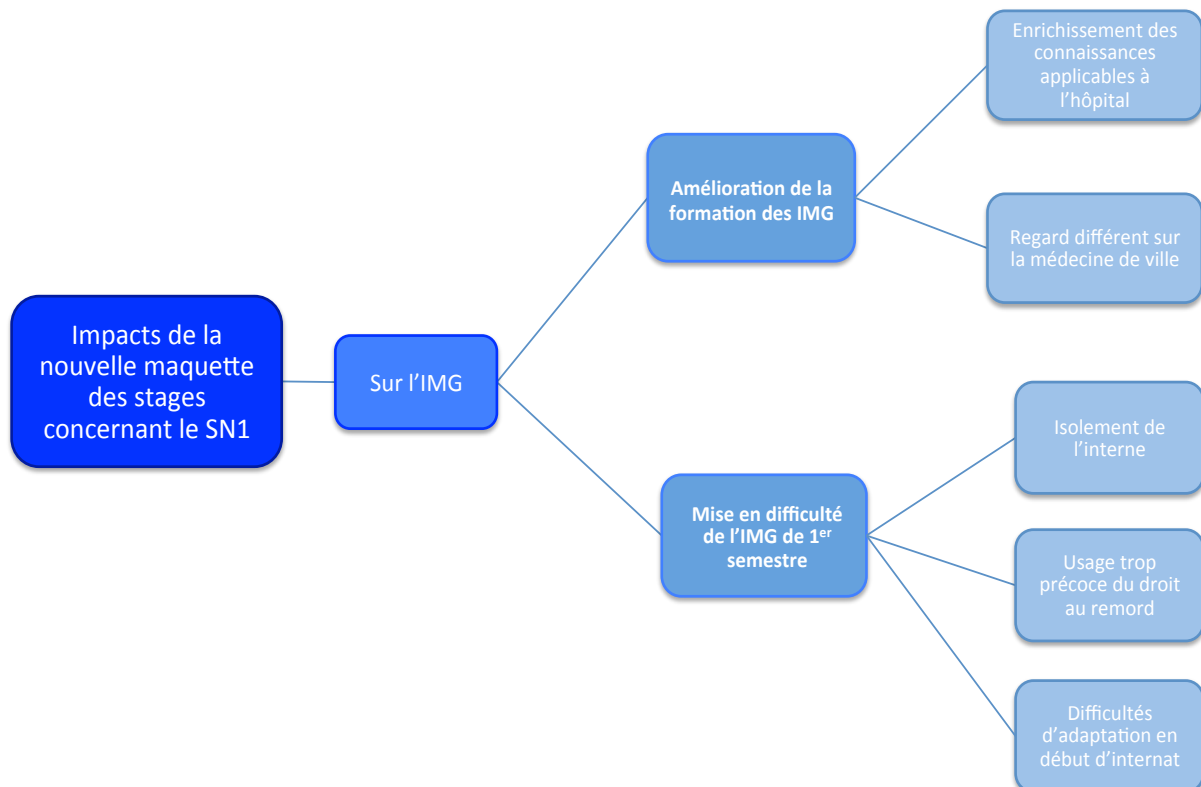 Impacts de la
nouvelle maquette
des stages
concernant le SN1
Sur l'IMG
Amélioration de la
formation des IMG
Enrichissement des
connaissances
applicables à
l'hôpital
Regard différent sur
la médecine de ville
Mise en difficulté
de l'IMG de 1er
semestre
Isolement de
l'interne
Usage trop
précoce du droit
au remord
Difficultés
d'adaptation en
début d'internat